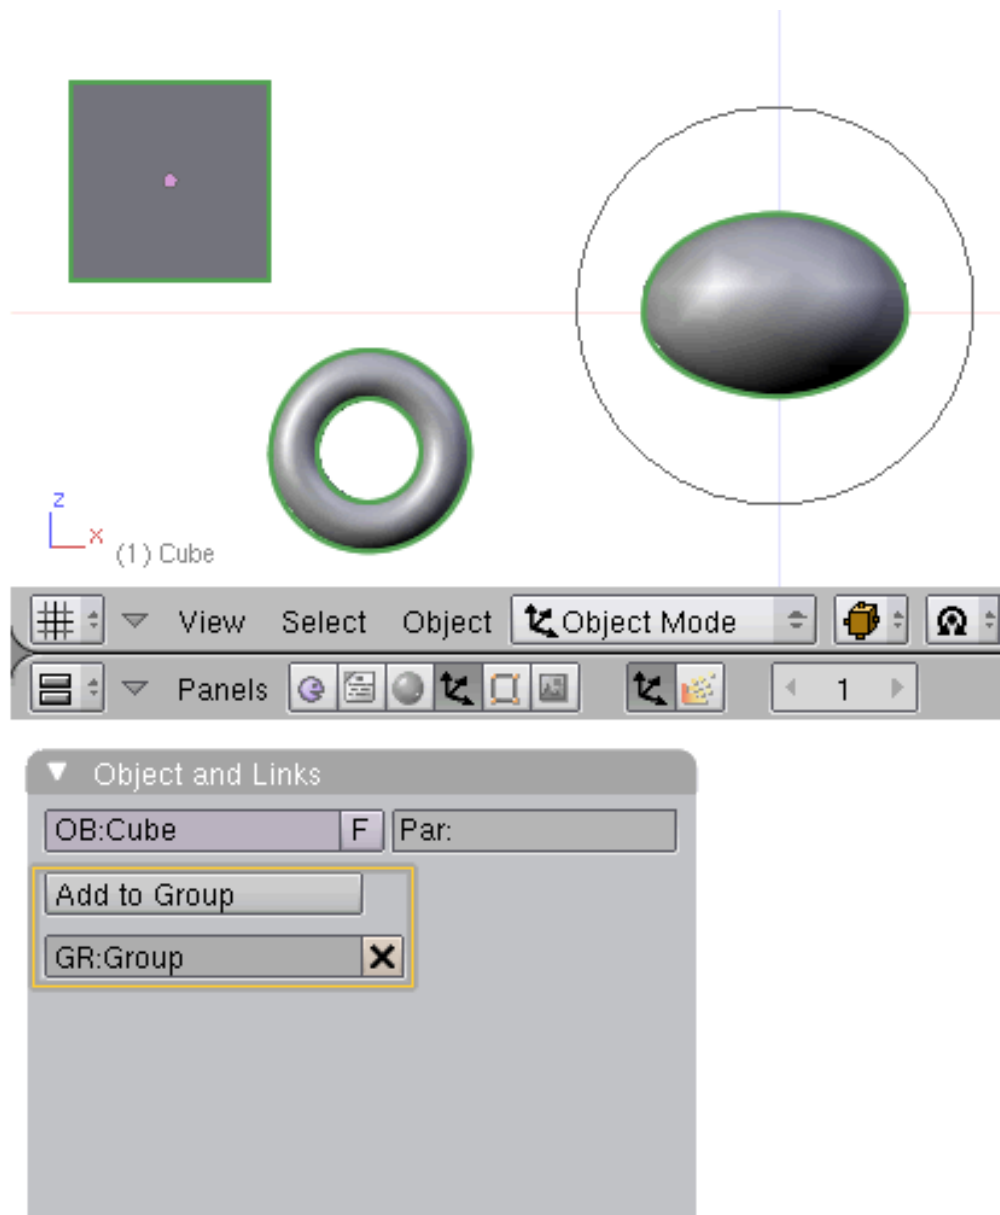 z
x
(1) Cube
View Select Object Object Mode
Panels 1
Object and Links
OB:Cube F Par:
Add to Group
GR:Group